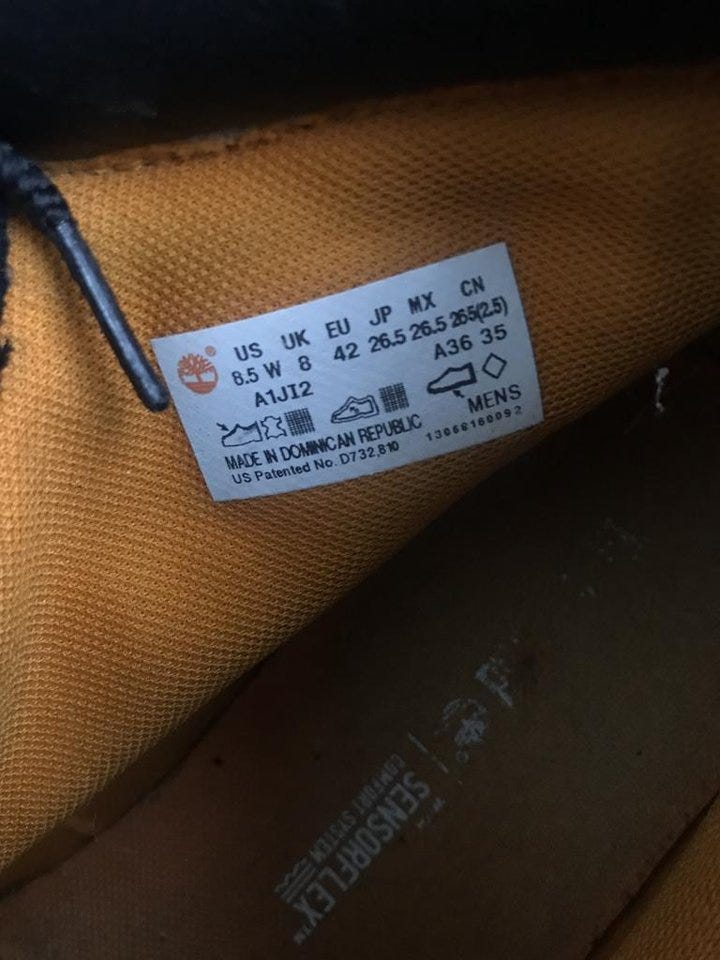 US UK EU JP MX CN
8.5 W 8 42 26.5 26.5 265(2.5)
A1JI2 A36 35
MENS
MADE IN DOMINICAN REPUBLIC
US Patented No. D732,810 13066160092
SENSORFLEX™
COMFORT SYSTEM